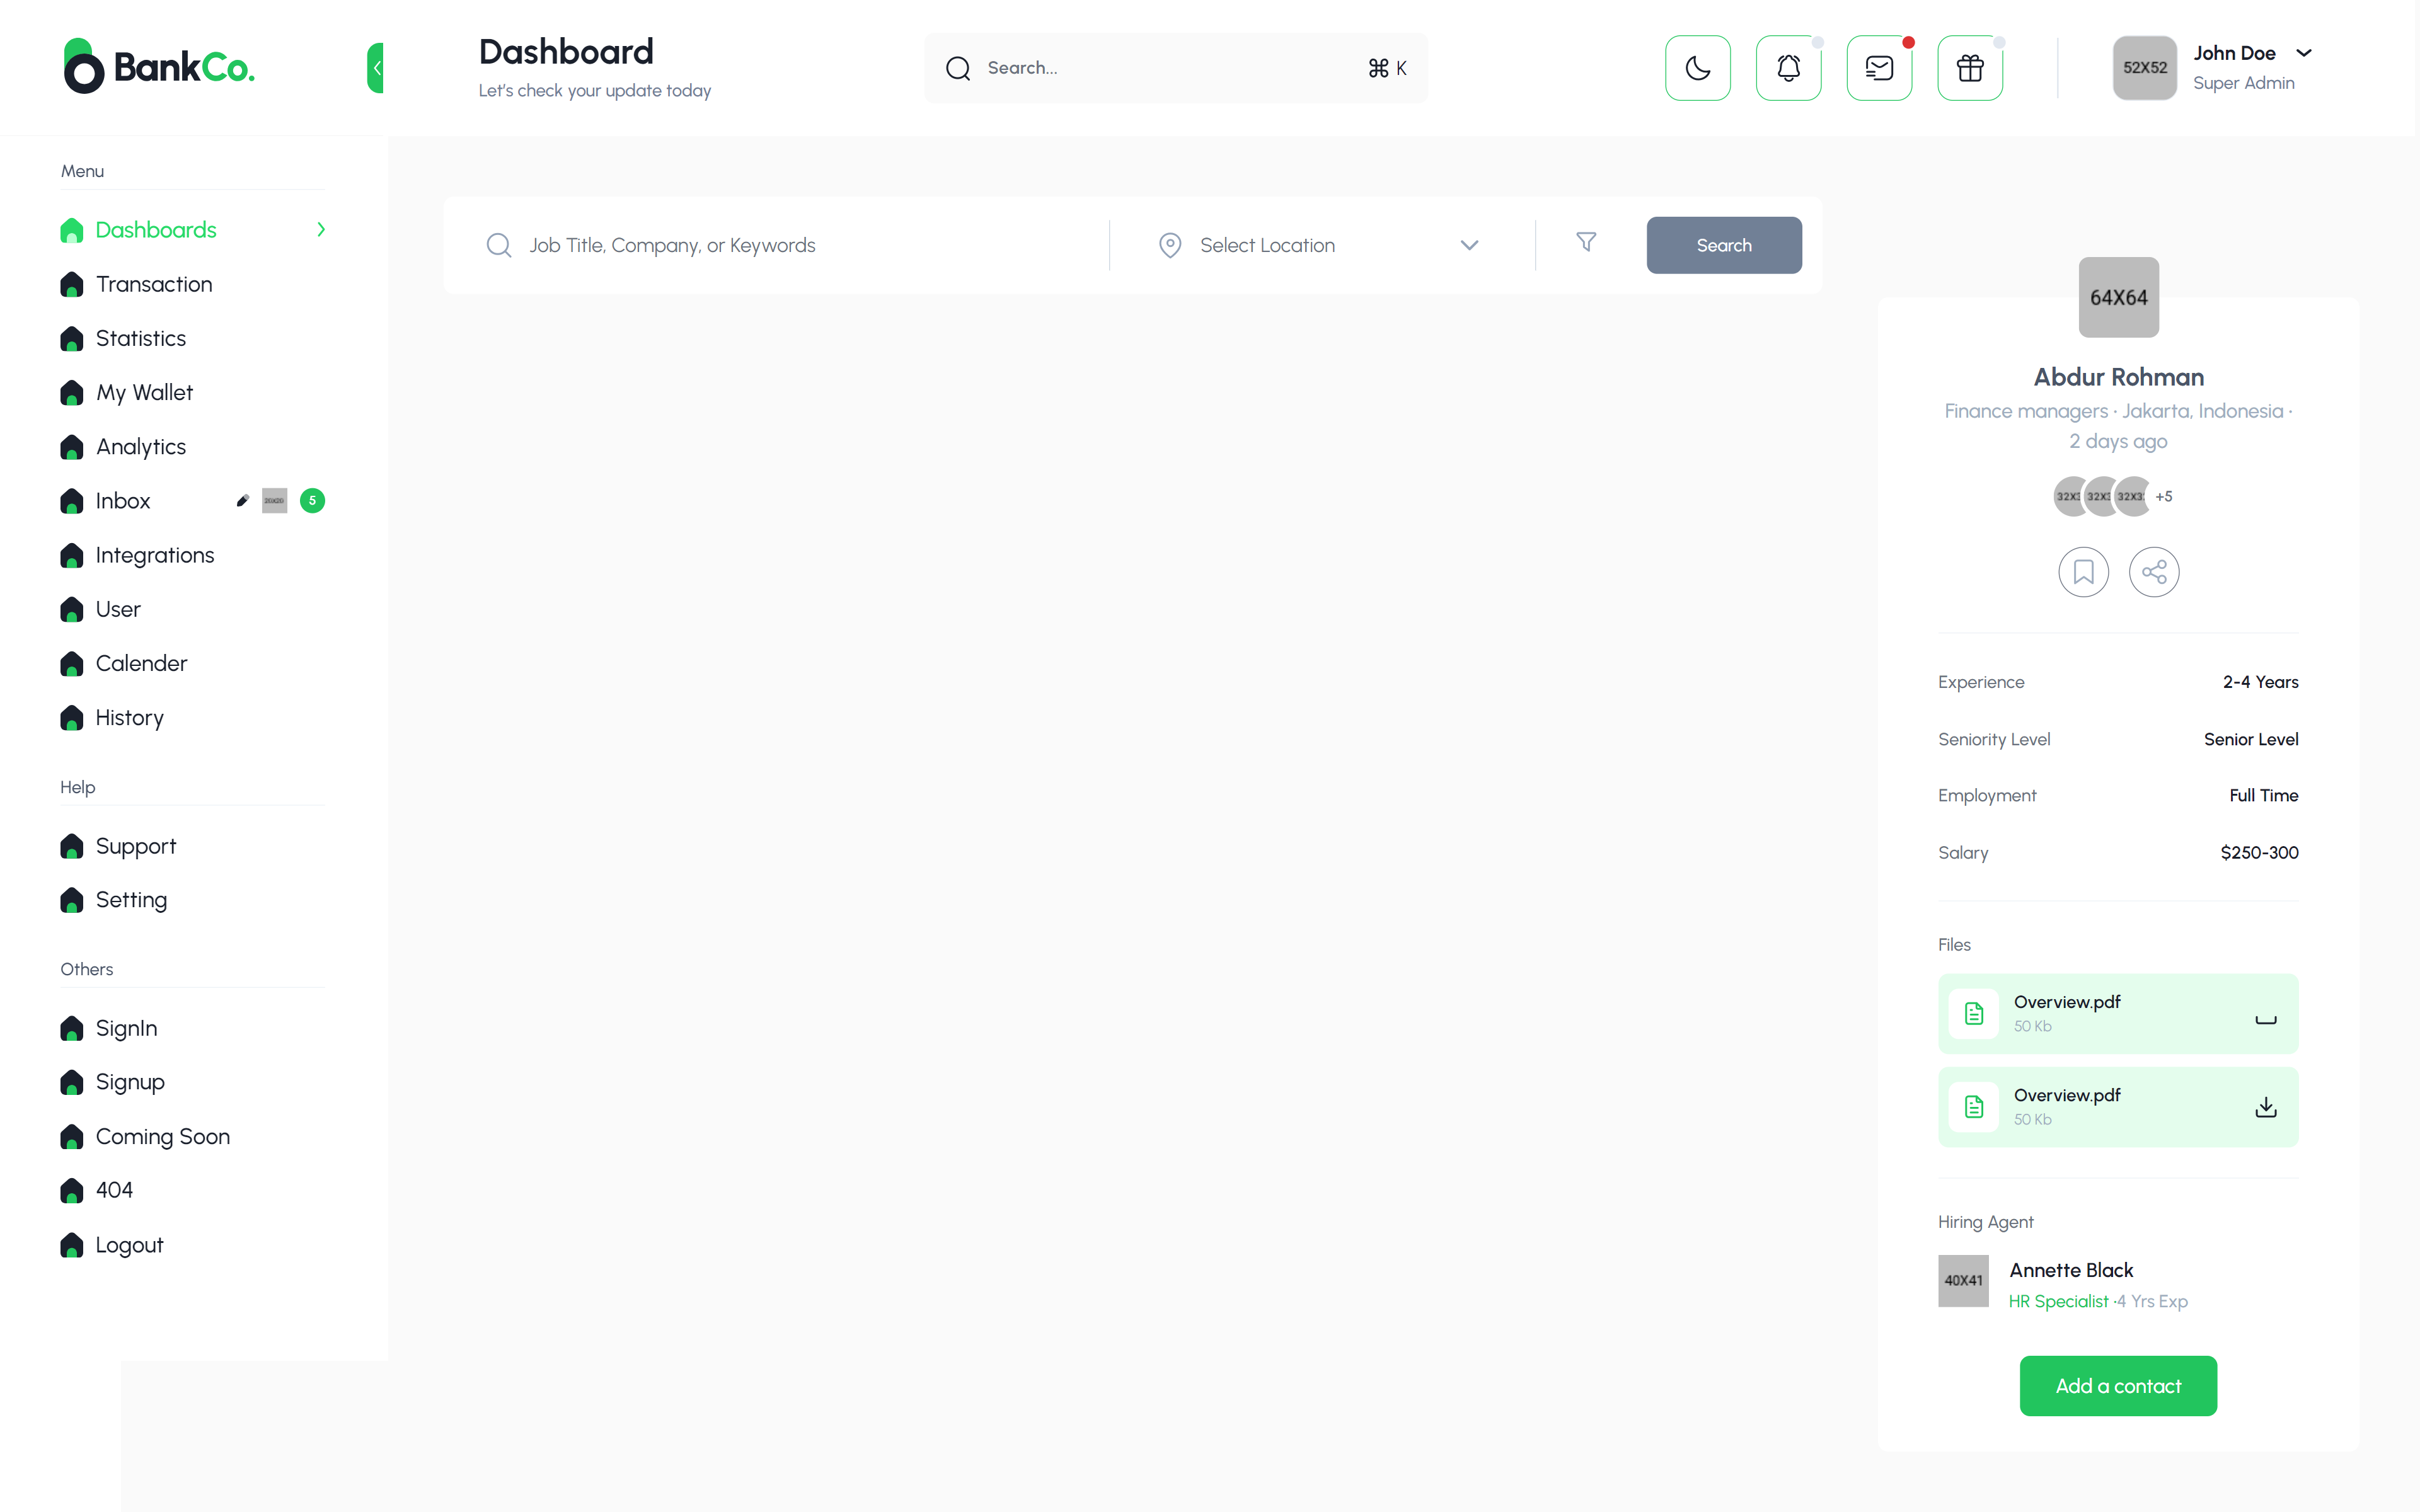 BankCo.
Dashboard
Let's check your update today
Search...
⌘ K
52X52
John Doe
Super Admin
Menu
Dashboards
Transaction
Statistics
My Wallet
Analytics
Inbox
5
Integrations
User
Calender
History
Help
Support
Setting
Others
SignIn
Signup
Coming Soon
404
Logout
Job Title, Company, or Keywords
Select Location
Search
64X64
Abdur Rohman
Finance managers · Jakarta, Indonesia ·
2 days ago
+5
Experience
2-4 Years
Seniority Level
Senior Level
Employment
Full Time
Salary
$250-300
Files
Overview.pdf
50 Kb
Overview.pdf
50 Kb
Hiring Agent
40X41
Annette Black
HR Specialist ·4 Yrs Exp
Add a contact